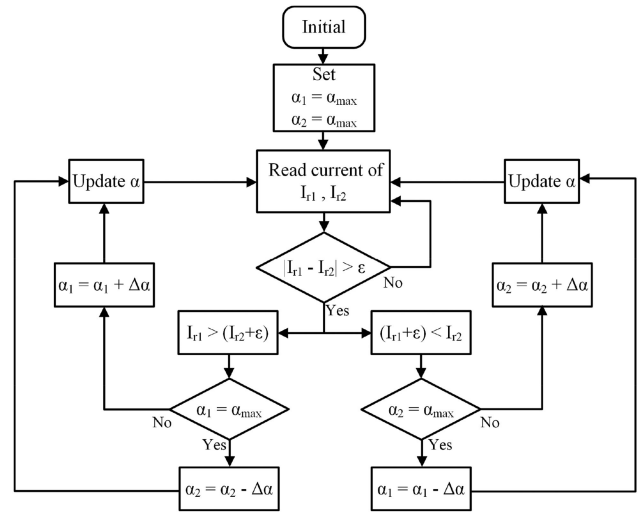 Initial
Set
α₁ = αmax
α₂ = αmax
Read current of
Ir1 , Ir2
Update α
Update α
|Ir1 - Ir2| > ε
No
Yes
α₁ = α₁ + Δα
α₂ = α₂ + Δα
Ir1 > (Ir2+ε)
(Ir1+ε) < Ir2
α₁ = αmax
No
Yes
α₂ = αmax
No
Yes
α₂ = α₂ - Δα
α₁ = α₁ - Δα